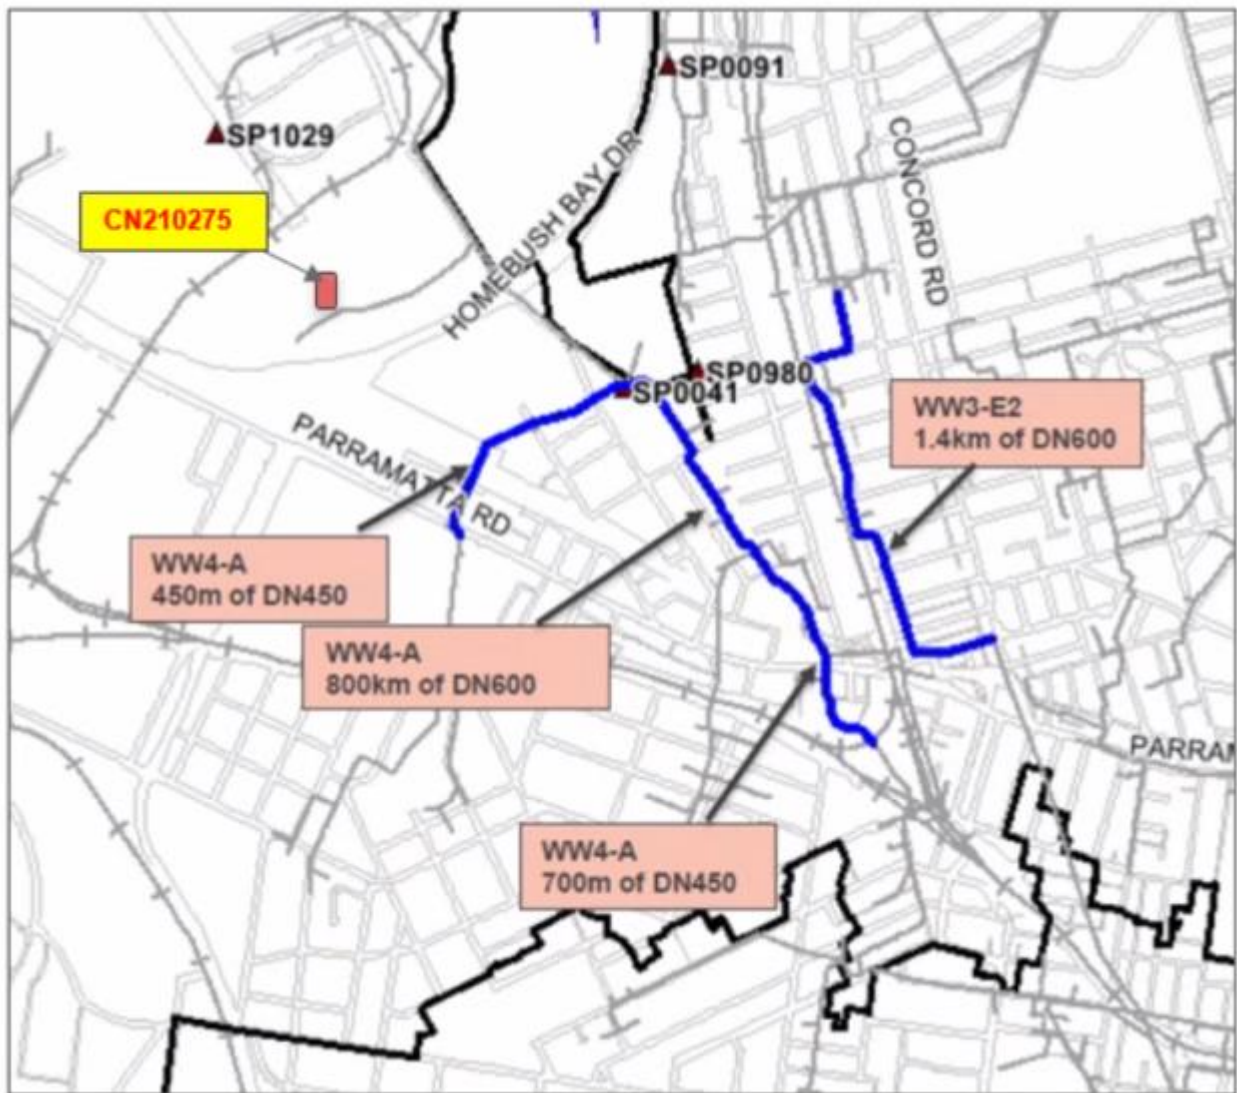 SP0091
SP1029
CONCORD RD
HOMEBUSH BAY DR
CN210275
SP0980
SP0041
WW3-E2
1.4km of DN600
PARRAMATTA RD
WW4-A
450m of DN450
WW4-A
800km of DN600
PARRAM
WW4-A
700m of DN450